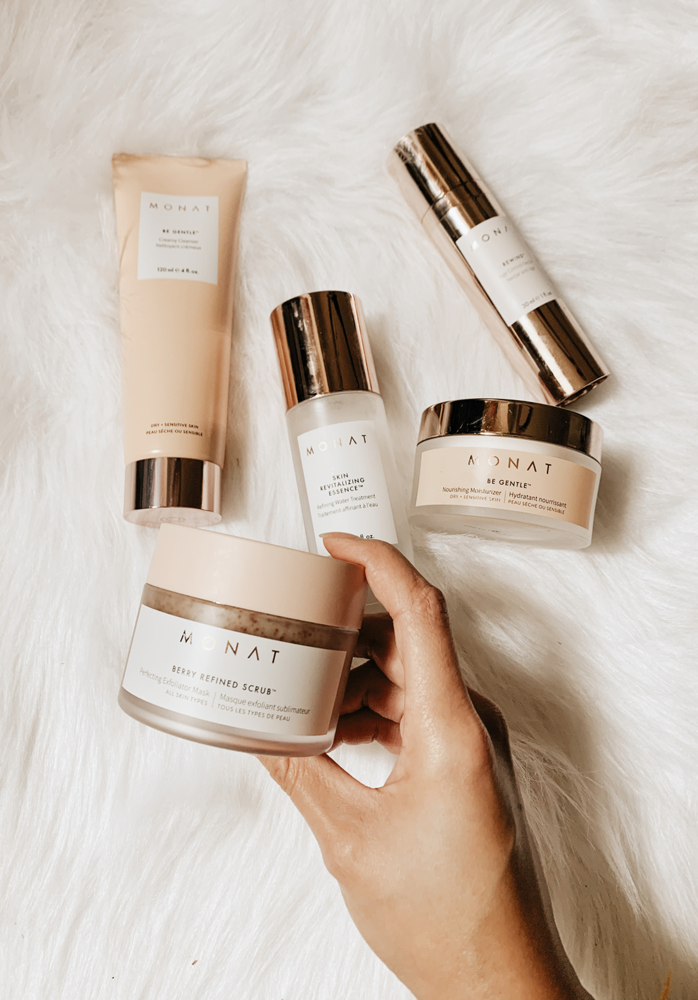 MONAT
BE GENTLE™
Creamy Cleanser
Nettoyant crémeux
120 ml ℮ 4 fl. oz.
DRY + SENSITIVE SKIN
PEAU SÈCHE OU SENSIBLE
MONAT
REWIND™
30 ml ℮ 1 fl. oz.
MONAT
SKIN
REVITALIZING
ESSENCE™
Refining Water Treatment
Traitement affinant à l'eau
fl oz.
MONAT
BE GENTLE™
Nourishing Moisturizer | Hydratant nourrissant
DRY + SENSITIVE SKIN | PEAU SÈCHE OU SENSIBLE
MONAT
BERRY REFINED SCRUB™
Perfecting Exfoliator Mask | Masque exfoliant sublimateur
ALL SKIN TYPES | TOUS LES TYPES DE PEAU